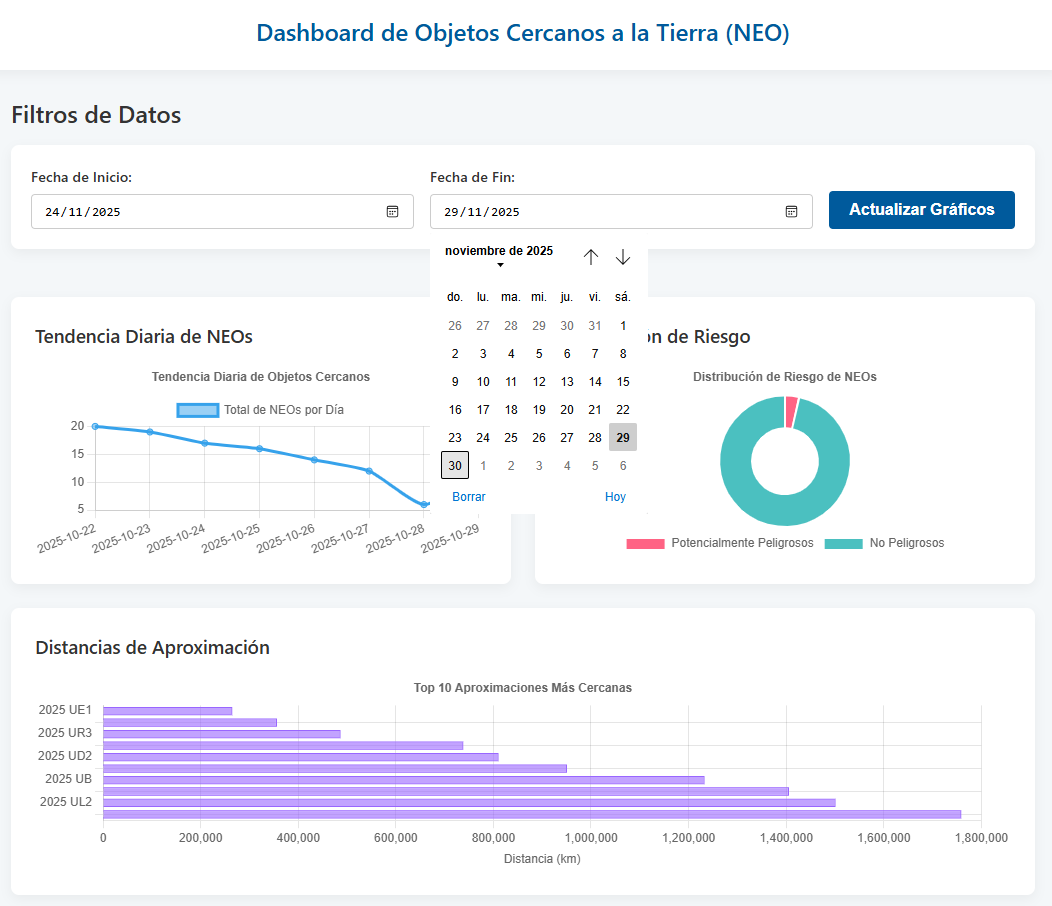 Dashboard de Objetos Cercanos a la Tierra (NEO)
Filtros de Datos
Fecha de Inicio:
24/11/2025
Fecha de Fin:
29/11/2025
Actualizar Gráficos
noviembre de 2025
do. lu. ma. mi. ju. vi. sá.
26 27 28 29 30 31 1
2 3 4 5 6 7 8
9 10 11 12 13 14 15
16 17 18 19 20 21 22
23 24 25 26 27 28 29
30 1 2 3 4 5 6
Borrar Hoy
Tendencia Diaria de NEOs
Tendencia Diaria de Objetos Cercanos
Total de NEOs por Día
20
15
10
5
2025-10-22 2025-10-23 2025-10-24 2025-10-25 2025-10-26 2025-10-27 2025-10-28 2025-10-29
de Riesgo
Distribución de Riesgo de NEOs
Potencialmente Peligrosos No Peligrosos
Distancias de Aproximación
Top 10 Aproximaciones Más Cercanas
2025 UE1
2025 UR3
2025 UD2
2025 UB
2025 UL2
0 200,000 400,000 600,000 800,000 1,000,000 1,200,000 1,400,000 1,600,000 1,800,000
Distancia (km)